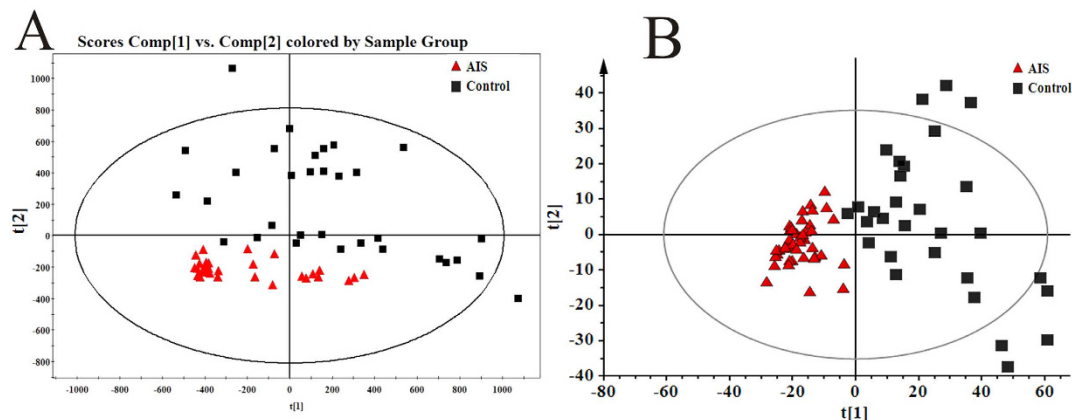 A
Scores Comp[1] vs. Comp[2] colored by Sample Group
AIS
Control
1000
800
600
400
200
0
-200
-400
-600
-800
t[2]
-1000 -800 -600 -400 -200 0 200 400 600 800 1000
t[1]
B
AIS
Control
40
30
20
10
0
-10
-20
-30
-40
t[2]
-80 -60 -40 -20 0 20 40 60
t[1]